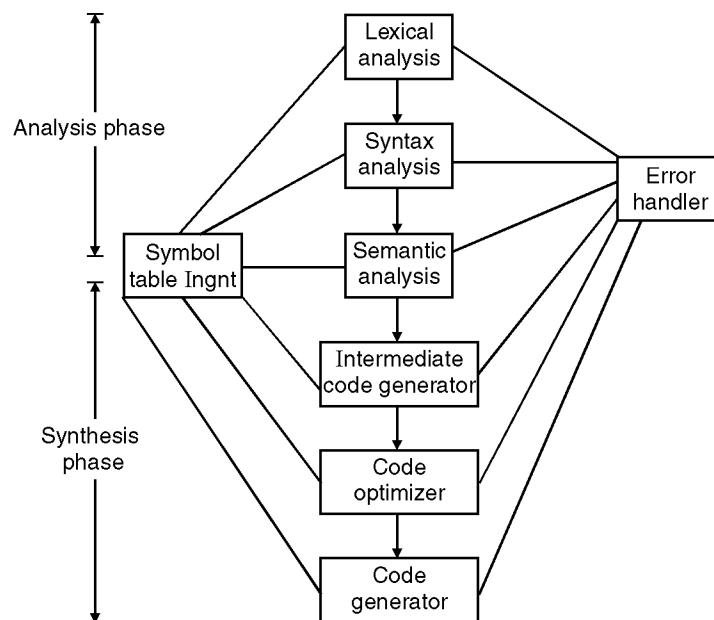 Lexical
analysis
Analysis phase
Syntax
analysis
Error
handler
Symbol
table Ingnt
Semantic
analysis
Intermediate
code generator
Synthesis
phase
Code
optimizer
Code
generator